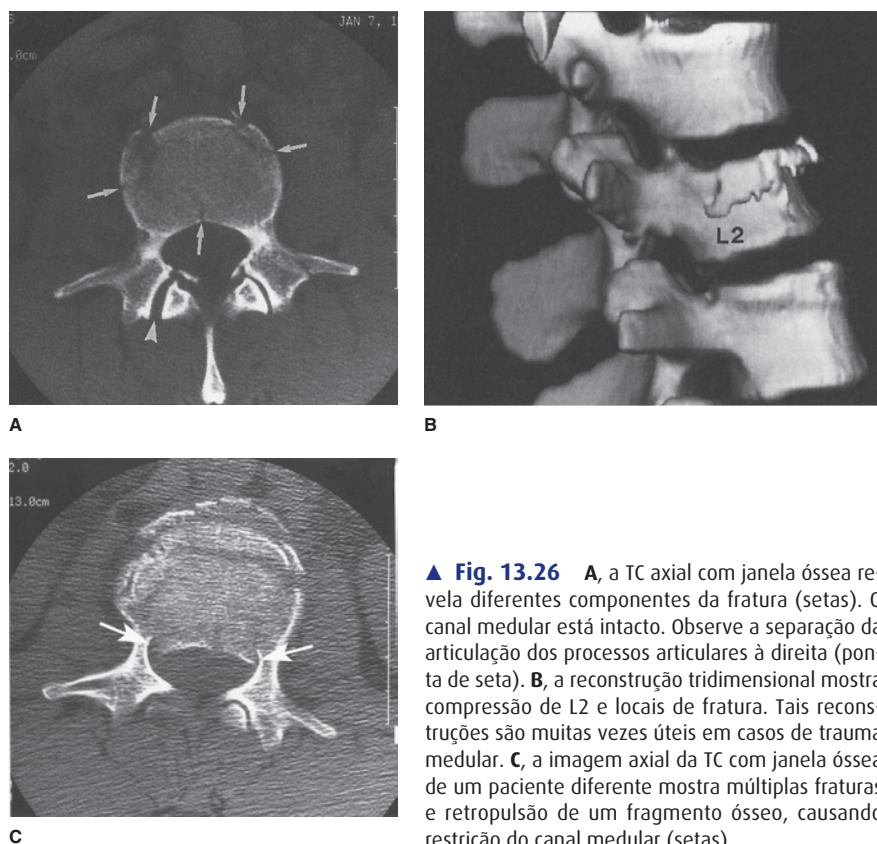 JAN 7, 1
.0cm
A
L2
B
2.0
13.0cm
C
▲ Fig. 13.26 A, a TC axial com janela óssea re-
vela diferentes componentes da fratura (setas). O
canal medular está intacto. Observe a separação da
articulação dos processos articulares à direita (pon-
ta de seta). B, a reconstrução tridimensional mostra
compressão de L2 e locais de fratura. Tais recons-
truções são muitas vezes úteis em casos de trauma
medular. C, a imagem axial da TC com janela óssea
de um paciente diferente mostra múltiplas fraturas
e retropulsão de um fragmento ósseo, causando
restrição do canal medular (setas).